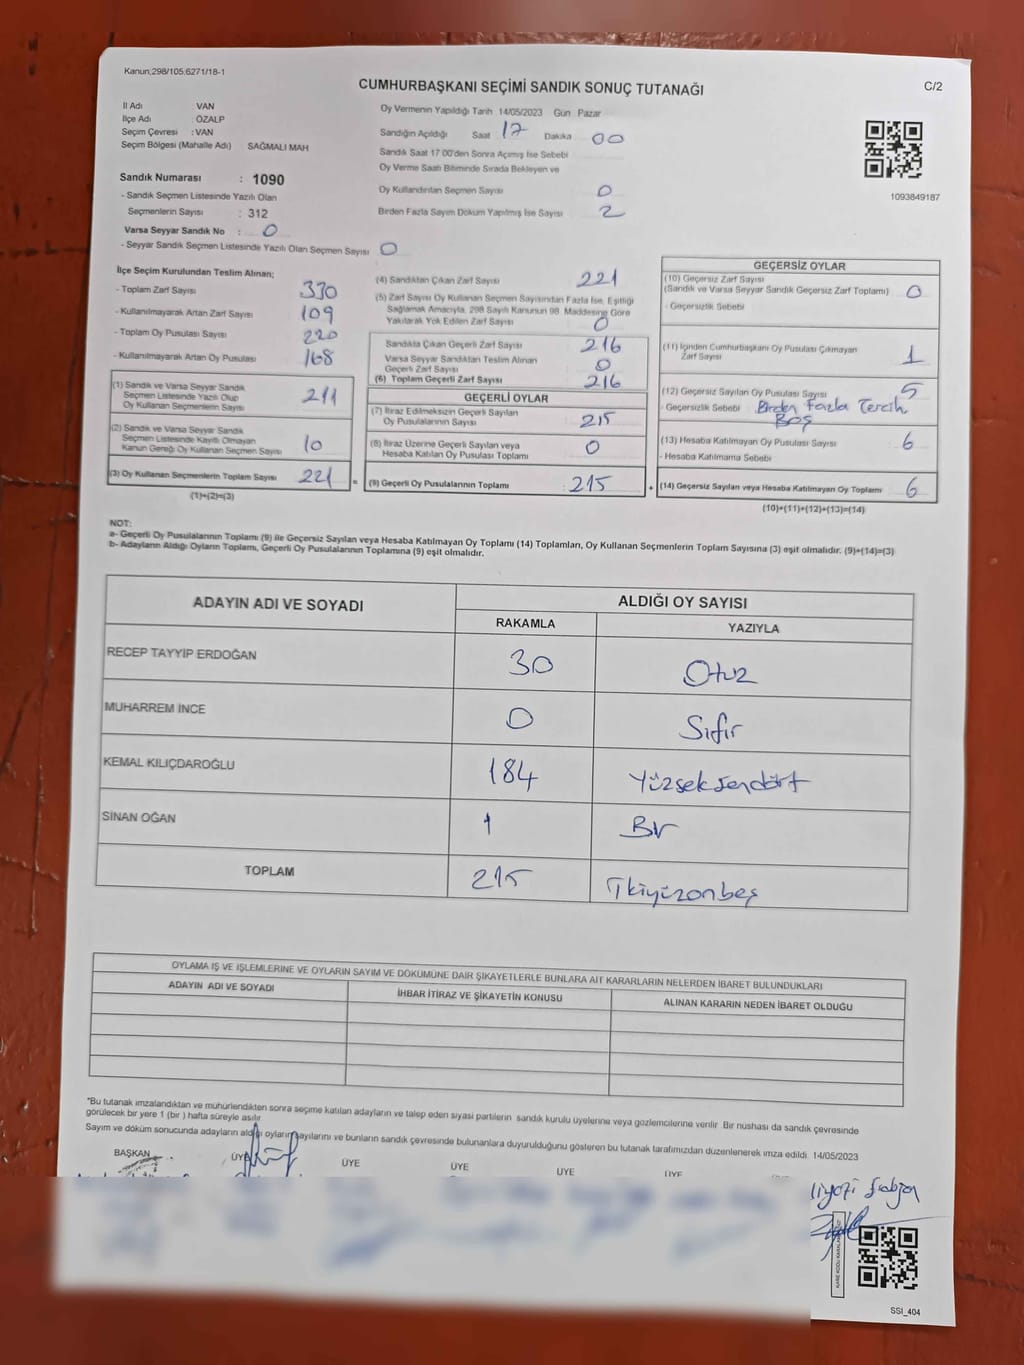 Kanun;298/105;6271/18-1
CUMHURBAŞKANI SEÇİMİ SANDIK SONUÇ TUTANAĞI
C/2
İl Adı VAN
İlçe Adı : ÖZALP
Seçim Çevresi : VAN
Seçim Bölgesi (Mahalle Adı) SAĞMALI MAH
Oy Vermenin Yapıldığı Tarih 14/05/2023 Gün Pazar
Sandığın Açıldığı Saat 17 Dakika 00
Sandık Saat 17:00'den Sonra Açımış İse Sebebi
Oy Verme Saati Bitiminde Sırada Bekleyen ve
Oy Kullandırılan Seçmen Sayısı 0
Birden Fazla Sayım Döküm Yapılmış İse Sayısı 2
1093849187
Sandık Numarası : 1090
- Sandık Seçmen Listesinde Yazılı Olan
Seçmenlerin Sayısı : 312
Varsa Seyyar Sandık No : 0
- Seyyar Sandık Seçmen Listesinde Yazılı Olan Seçmen Sayısı 0
İlçe Seçim Kurulundan Teslim Alınan;
- Toplam Zarf Sayısı 330
- Kullanılmayarak Artan Zarf Sayısı 109
- Toplam Oy Pusulası Sayısı
- Kullanılmayarak Artan Oy Pusulası 168
(1) Sandık ve Varsa Seyyar Sandık
Seçmen Listesinde Yazılı Olup
Oy Kullanan Seçmenlerin Sayısı 211
(2) Sandık ve Varsa Seyyar Sandık
Seçmen Listesinde Kayıtlı Olmayan
Kanun Gereği Oy Kullanan Seçmen Sayısı 10
(3) Oy Kullanan Seçmenlerin Toplam Sayısı 221 =
(1)+(2)=(3)
(4) Sandıktan Çıkan Zarf Sayısı 221
(5) Zarf Sayısı Oy Kullanan Seçmen Sayısından Fazla İse, Eşitliği
Sağlamak Amacıyla, 298 Sayılı Kanunun 98. Maddesine Göre
Yakılarak Yok Edilen Zarf Sayısı 0
Sandıkta Çıkan Geçerli Zarf Sayısı 216
Varsa Seyyar Sandıktan Teslim Alınan
Geçerli Zarf Sayısı 0
(6) Toplam Geçerli Zarf Sayısı 216
GEÇERLİ OYLAR
(7) İtiraz Edilmeksizin Geçerli Sayılan
Oy Pusulalarının Sayısı 215
(8) İtiraz Üzerine Geçerli Sayılan veya
Hesaba Katılan Oy Pusulası Toplamı 0
(9) Geçerli Oy Pusulalarının Toplamı 215 +
GEÇERSİZ OYLAR
(10) Geçersiz Zarf Sayısı
(Sandık ve Varsa Seyyar Sandık Geçersiz Zarf Toplamı) 0
- Geçersizlik Sebebi
(11) İçinden Cumhurbaşkanı Oy Pusulası Çıkmayan
Zarf Sayısı 1
(12) Geçersiz Sayılan Oy Pusulası Sayısı 5
- Geçersizlik Sebebi Birden Fazla Tercih,
Boş
(13) Hesaba Katılmayan Oy Pusulası Sayısı 6
- Hesaba Katılmama Sebebi
(14) Geçersiz Sayılan veya Hesaba Katılmayan Oy Toplamı 6
(10)+(11)+(12)+(13)=(14)
NOT:
a- Geçerli Oy Pusulalarının Toplamı (9) ile Geçersiz Sayılan veya Hesaba Katılmayan Oy Toplamı (14) Toplamları, Oy Kullanan Seçmenlerin Toplam Sayısına (3) eşit olmalıdır. (9)+(14)=(3)
b- Adayların Aldığı Oyların Toplamı, Geçerli Oy Pusulalarının Toplamına (9) eşit olmalıdır.
ADAYIN ADI VE SOYADI
ALDIĞI OY SAYISI
RAKAMLA YAZIYLA
RECEP TAYYİP ERDOĞAN 30 Otuz
MUHARREM İNCE 0 Sıfır
KEMAL KILIÇDAROĞLU 184 Yüzseksendört
SİNAN OĞAN 1 Bir
TOPLAM 215 İkiyüzonbeş
OYLAMA İŞ VE İŞLEMLERİNE VE OYLARIN SAYIM VE DÖKÜMÜNE DAİR ŞİKAYETLERLE BUNLARA AİT KARARLARIN NELERDEN İBARET BULUNDUKLARI
ADAYIN ADI VE SOYADI İHBAR İTİRAZ VE ŞİKAYETİN KONUSU ALINAN KARARIN NEDEN İBARET OLDUĞU
"Bu tutanak imzalandıktan ve mühürlendikten sonra seçime katılan adayların ve talep eden siyasi partilerin sandık kurulu üyelerine veya gözlemcilerine verilir. Bir nushası da sandık çevresinde
görülecek bir yere 1 (bir) hafta süreyle asılır.
Sayım ve döküm sonucunda adayların aldığı oyların sayılarını ve bunların sandık çevresinde bulunanlara duyurulduğunu gösteren bu tutanak tarafımızdan düzenlenerek imza edildi. 14/05/2023
BAŞKAN ÜYE ÜYE ÜYE ÜYE ÜYE
SSI_404